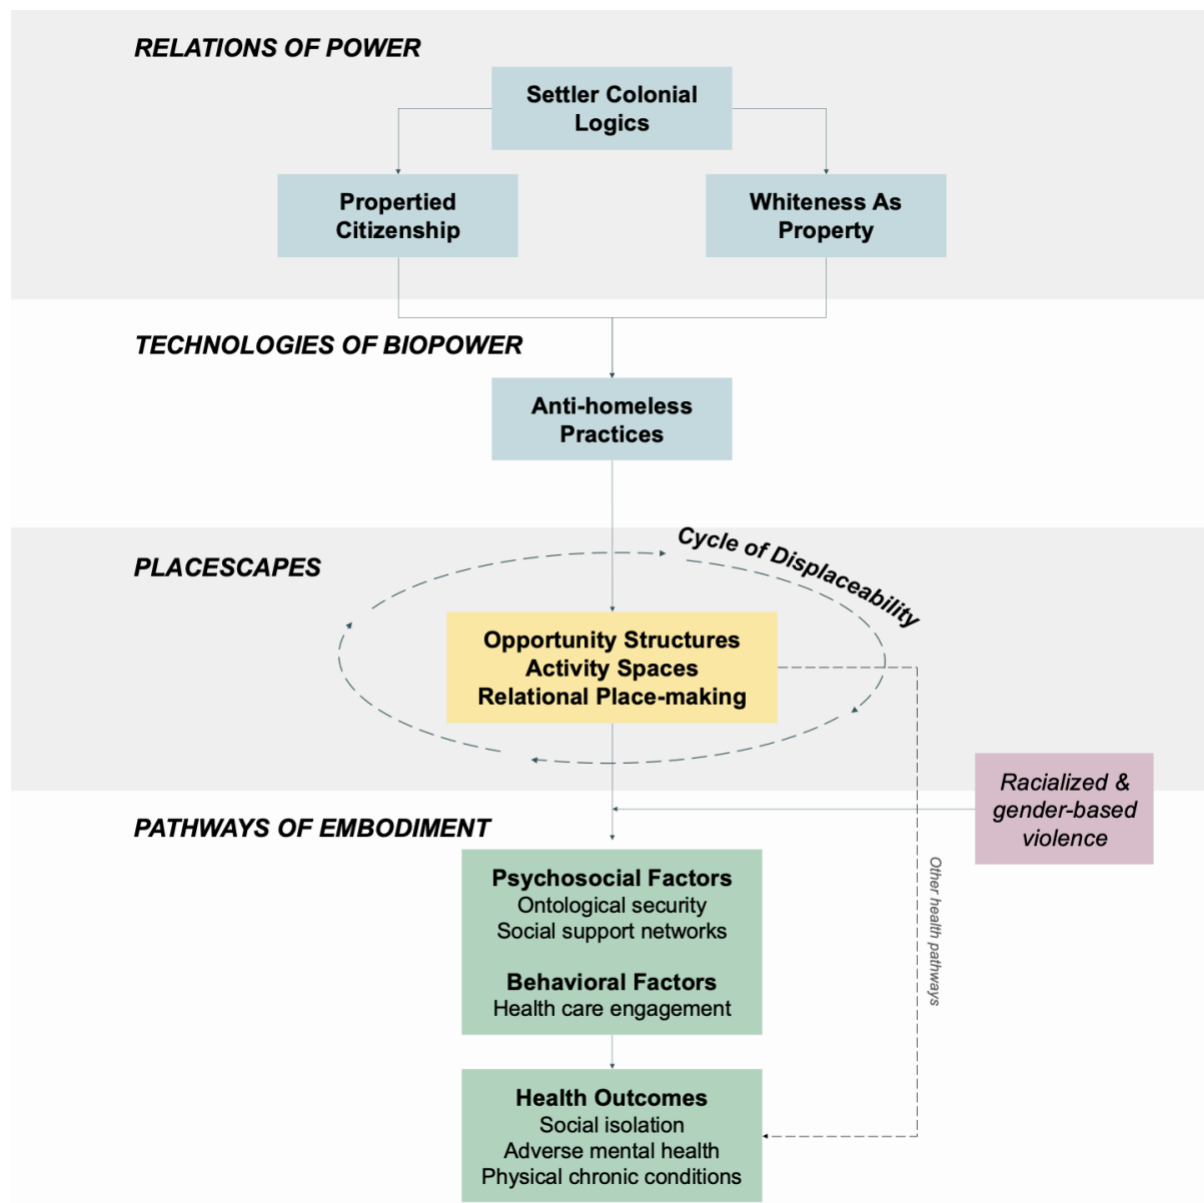 RELATIONS OF POWER
Settler Colonial
Logics
Propertied
Citizenship
Whiteness As
Property
TECHNOLOGIES OF BIOPOWER
Anti-homeless
Practices
PLACESCAPES
Cycle of Displaceability
Opportunity Structures
Activity Spaces
Relational Place-making
Racialized &
gender-based
violence
PATHWAYS OF EMBODIMENT
Other health pathways
Psychosocial Factors
Ontological security
Social support networks
Behavioral Factors
Health care engagement
Health Outcomes
Social isolation
Adverse mental health
Physical chronic conditions